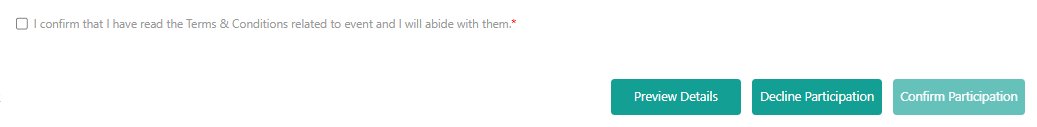 I confirm that I have read the Terms & Conditions related to event and I will abide with them.*
Preview Details Decline Participation Confirm Participation